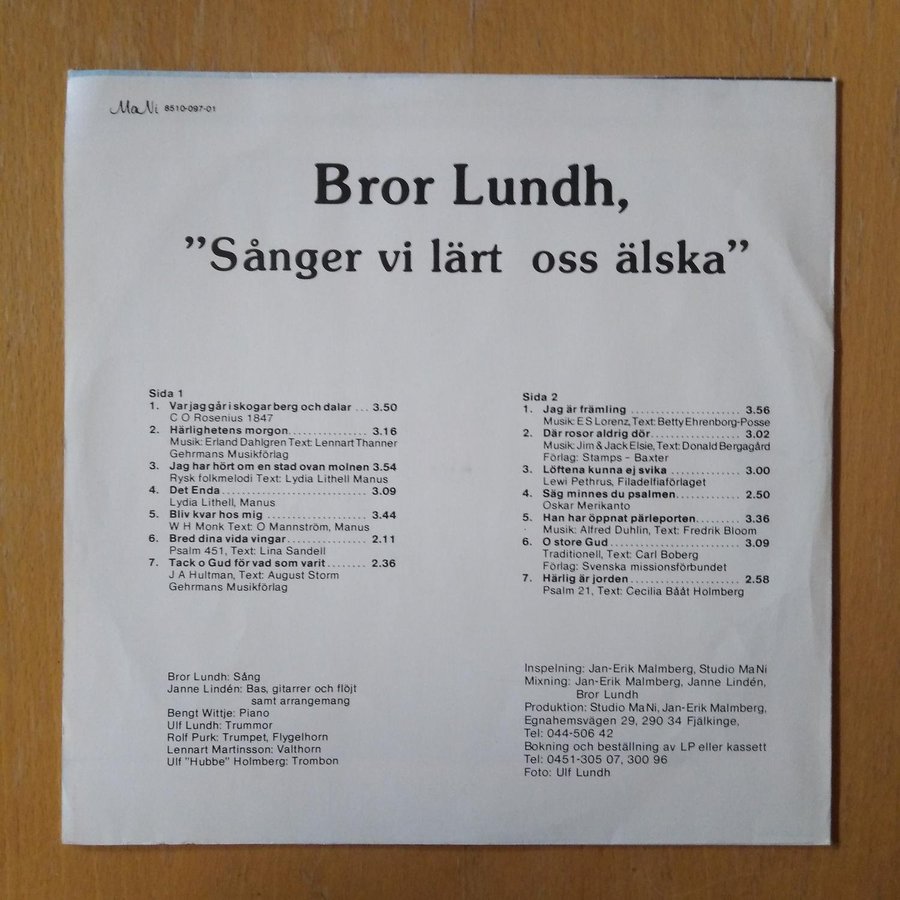 MaNi 8510-097-01
Bror Lundh,
”Sånger vi lärt oss älska”
Sida 1
1. Var jag går i skogar berg och dalar ... 3.50
C O Rosenius 1847
2. Härlighetens morgon................ 3.16
Musik: Erland Dahlgren Text: Lennart Thanner
Gehrmans Musikförlag
3. Jag har hört om en stad ovan molnen 3.54
Rysk folkmelodi Text: Lydia Lithell Manus
4. Det Enda ............................ 3.09
Lydia Lithell, Manus
5. Bliv kvar hos mig .................... 3.44
W H Monk Text: O Mannström, Manus
6. Bred dina vida vingar................ 2.11
Psalm 451, Text: Lina Sandell
7. Tack o Gud för vad som varit........ 2.36
J A Hultman, Text: August Storm
Gehrmans Musikförlag
Sida 2
1. Jag är främling ...................... 3.56
Musik: E S Lorenz, Text: Betty Ehrenborg-Posse
2. Där rosor aldrig dör.................. 3.02
Musik: Jim & Jack Elsie, Text: Donald Bergagård
Förlag: Stamps - Baxter
3. Löftena kunna ej svika .............. 3.00
Lewi Pethrus, Filadelfiaförlaget
4. Säg minnes du psalmen............. 2.50
Oskar Merikanto
5. Han har öppnat pärleporten......... 3.36
Musik: Alfred Duhlin, Text: Fredrik Bloom
6. O store Gud ......................... 3.09
Traditionell, Text: Carl Boberg
Förlag: Svenska missionsförbundet
7. Härlig är jorden ...................... 2.58
Psalm 21, Text: Cecilia Bååt Holmberg
Bror Lundh: Sång
Janne Lindén: Bas, gitarrer och flöjt
samt arrangemang
Bengt Wittje: Piano
Ulf Lundh: Trummor
Rolf Purk: Trumpet, Flygelhorn
Lennart Martinsson: Valthorn
Ulf "Hubbe" Holmberg: Trombon
Inspelning: Jan-Erik Malmberg, Studio MaNi
Mixning: Jan-Erik Malmberg, Janne Lindén,
Bror Lundh
Produktion: Studio MaNi, Jan-Erik Malmberg,
Egnahemsvägen 29, 290 34 Fjälkinge,
Tel: 044-506 42
Bokning och beställning av LP eller kassett
Tel: 0451-305 07, 300 96
Foto: Ulf Lundh